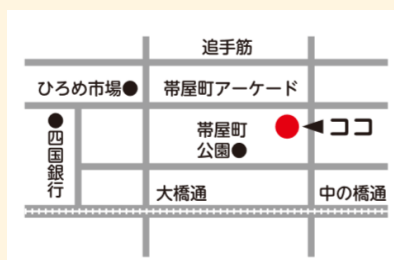 追手筋
ひろめ市場●
帯屋町アーケード
●四国銀行
帯屋町
公園●
◀ココ
大橋通
中の橋通